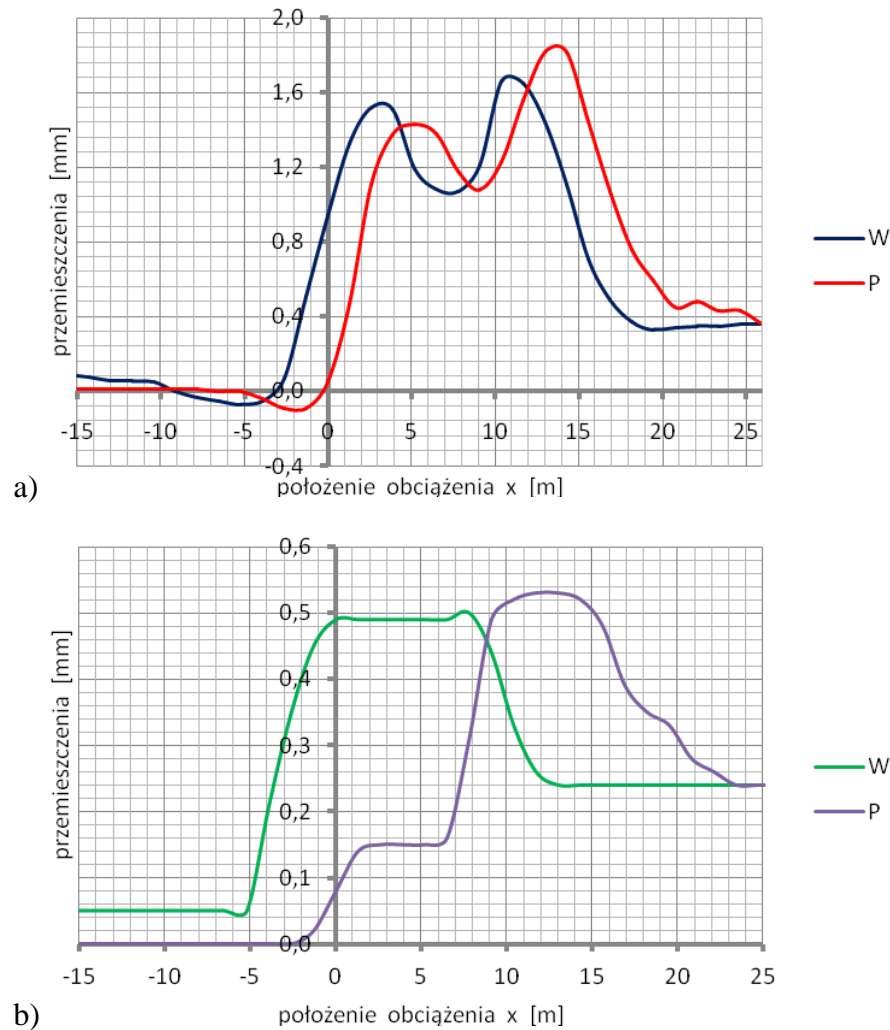 2,0
1,6
1,2
0,8
0,4
0,0
-0,4
przemieszczenia [mm]
-15 -10 -5 0 5 10 15 20 25
położenie obciążenia x [m]
W
P
a)
0,6
0,5
0,4
0,3
0,2
0,1
0,0
przemieszczenia [mm]
-15 -10 -5 0 5 10 15 20 25
położenie obciążenia x [m]
W
P
b)